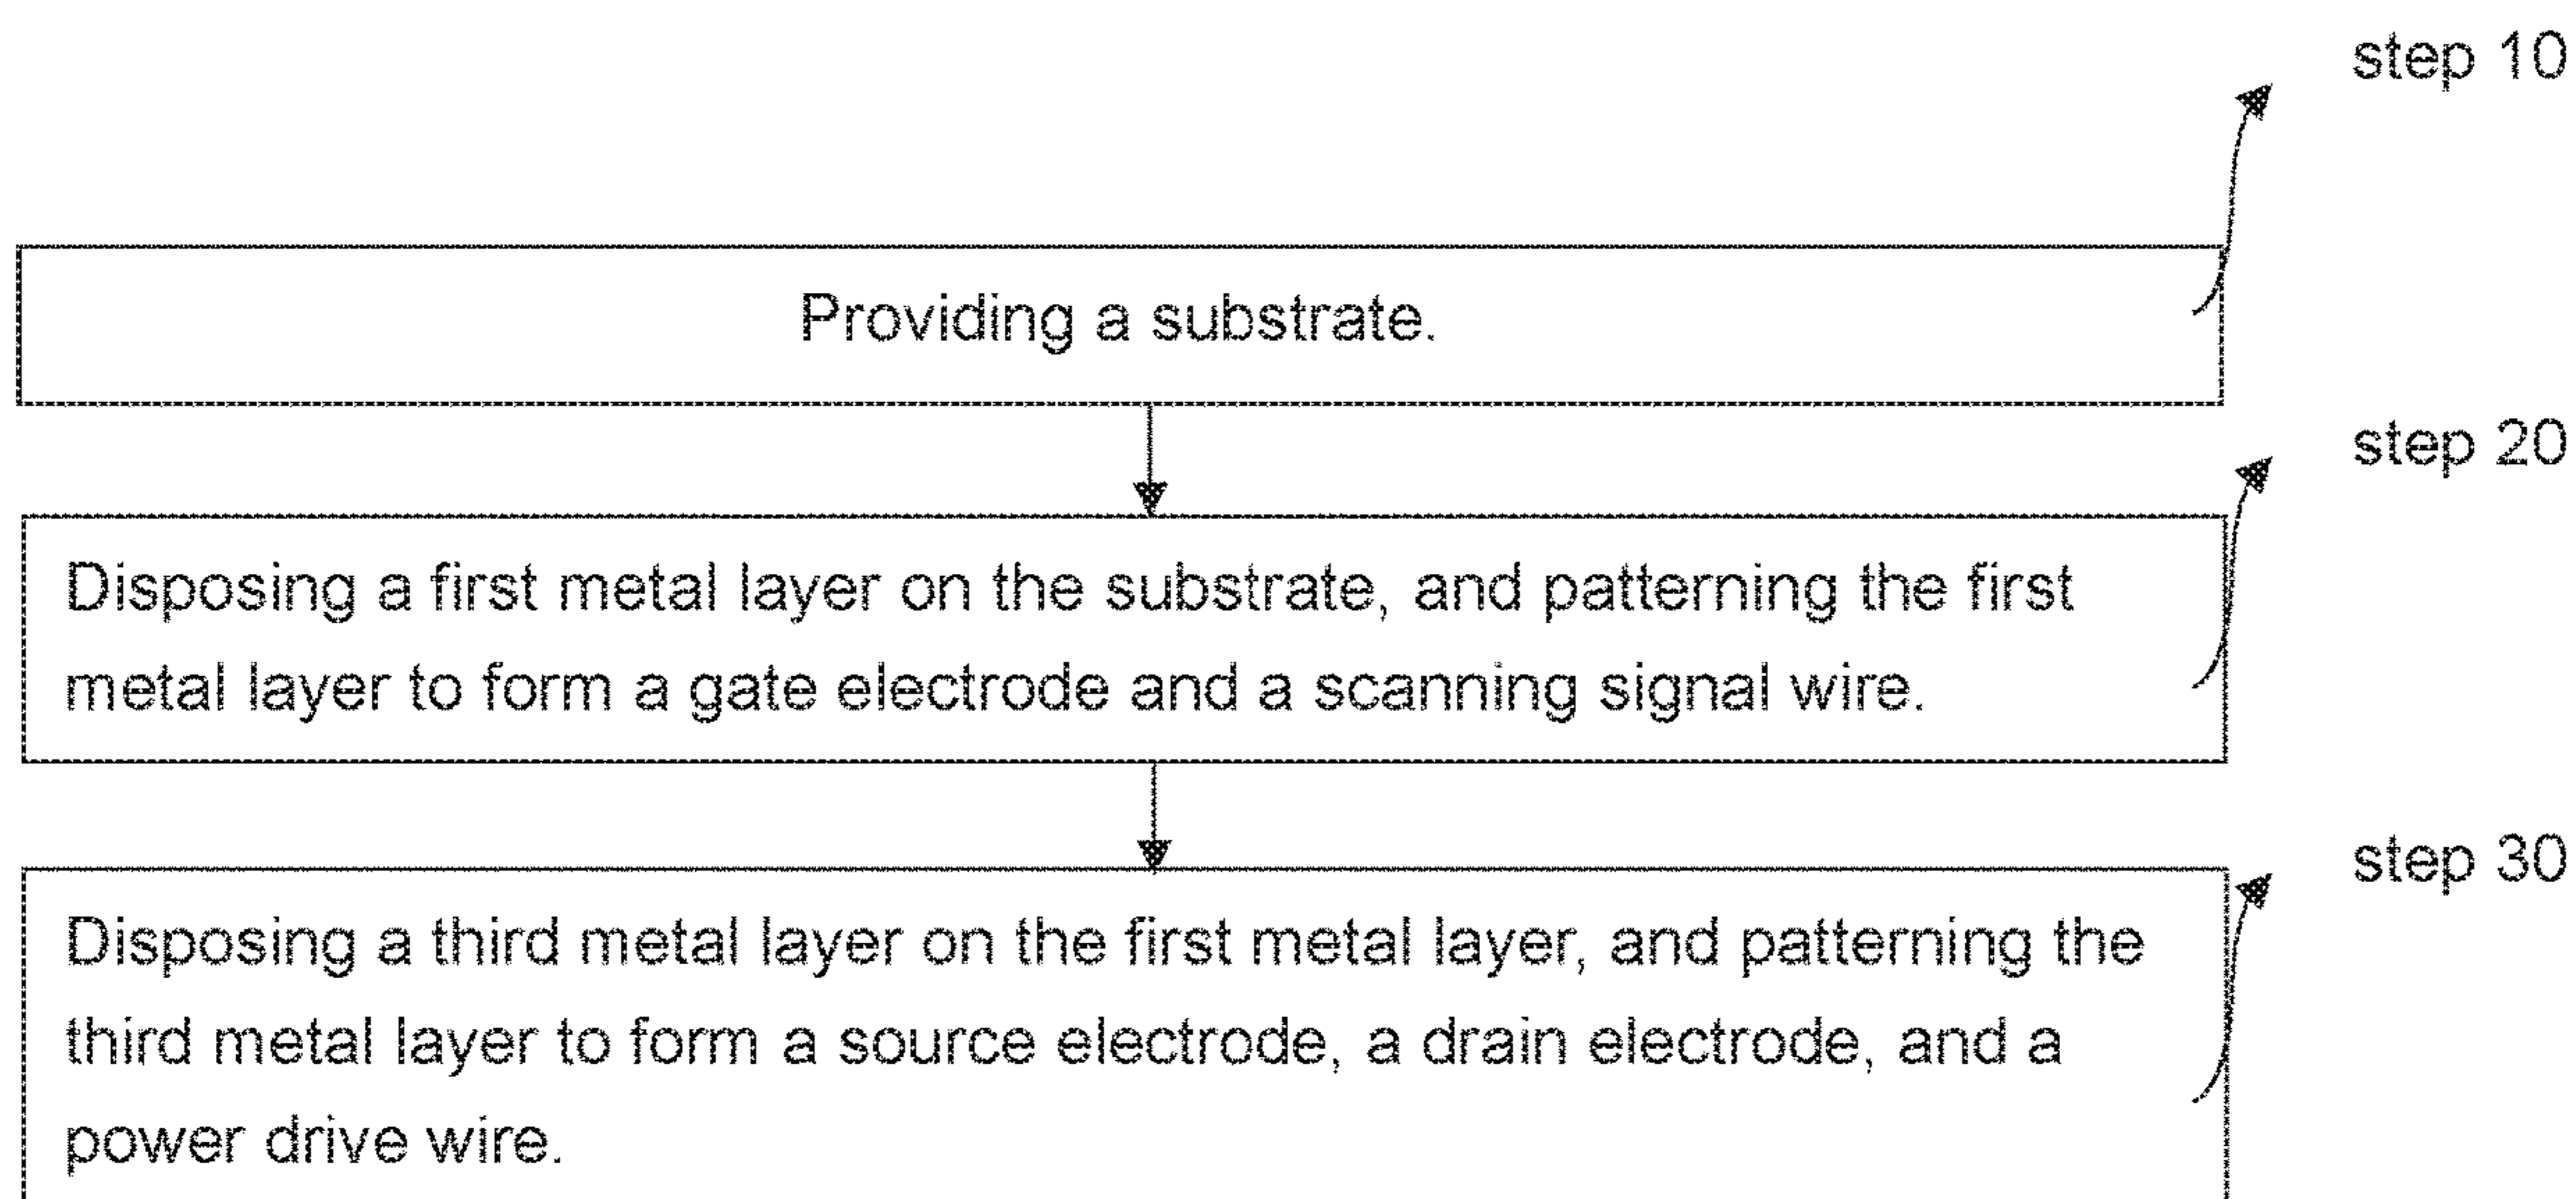 step 10
Providing a substrate.
step 20
Disposing a first metal layer on the substrate, and patterning the first
metal layer to form a gate electrode and a scanning signal wire.
step 30
Disposing a third metal layer on the first metal layer, and patterning the
third metal layer to form a source electrode, a drain electrode, and a
power drive wire.